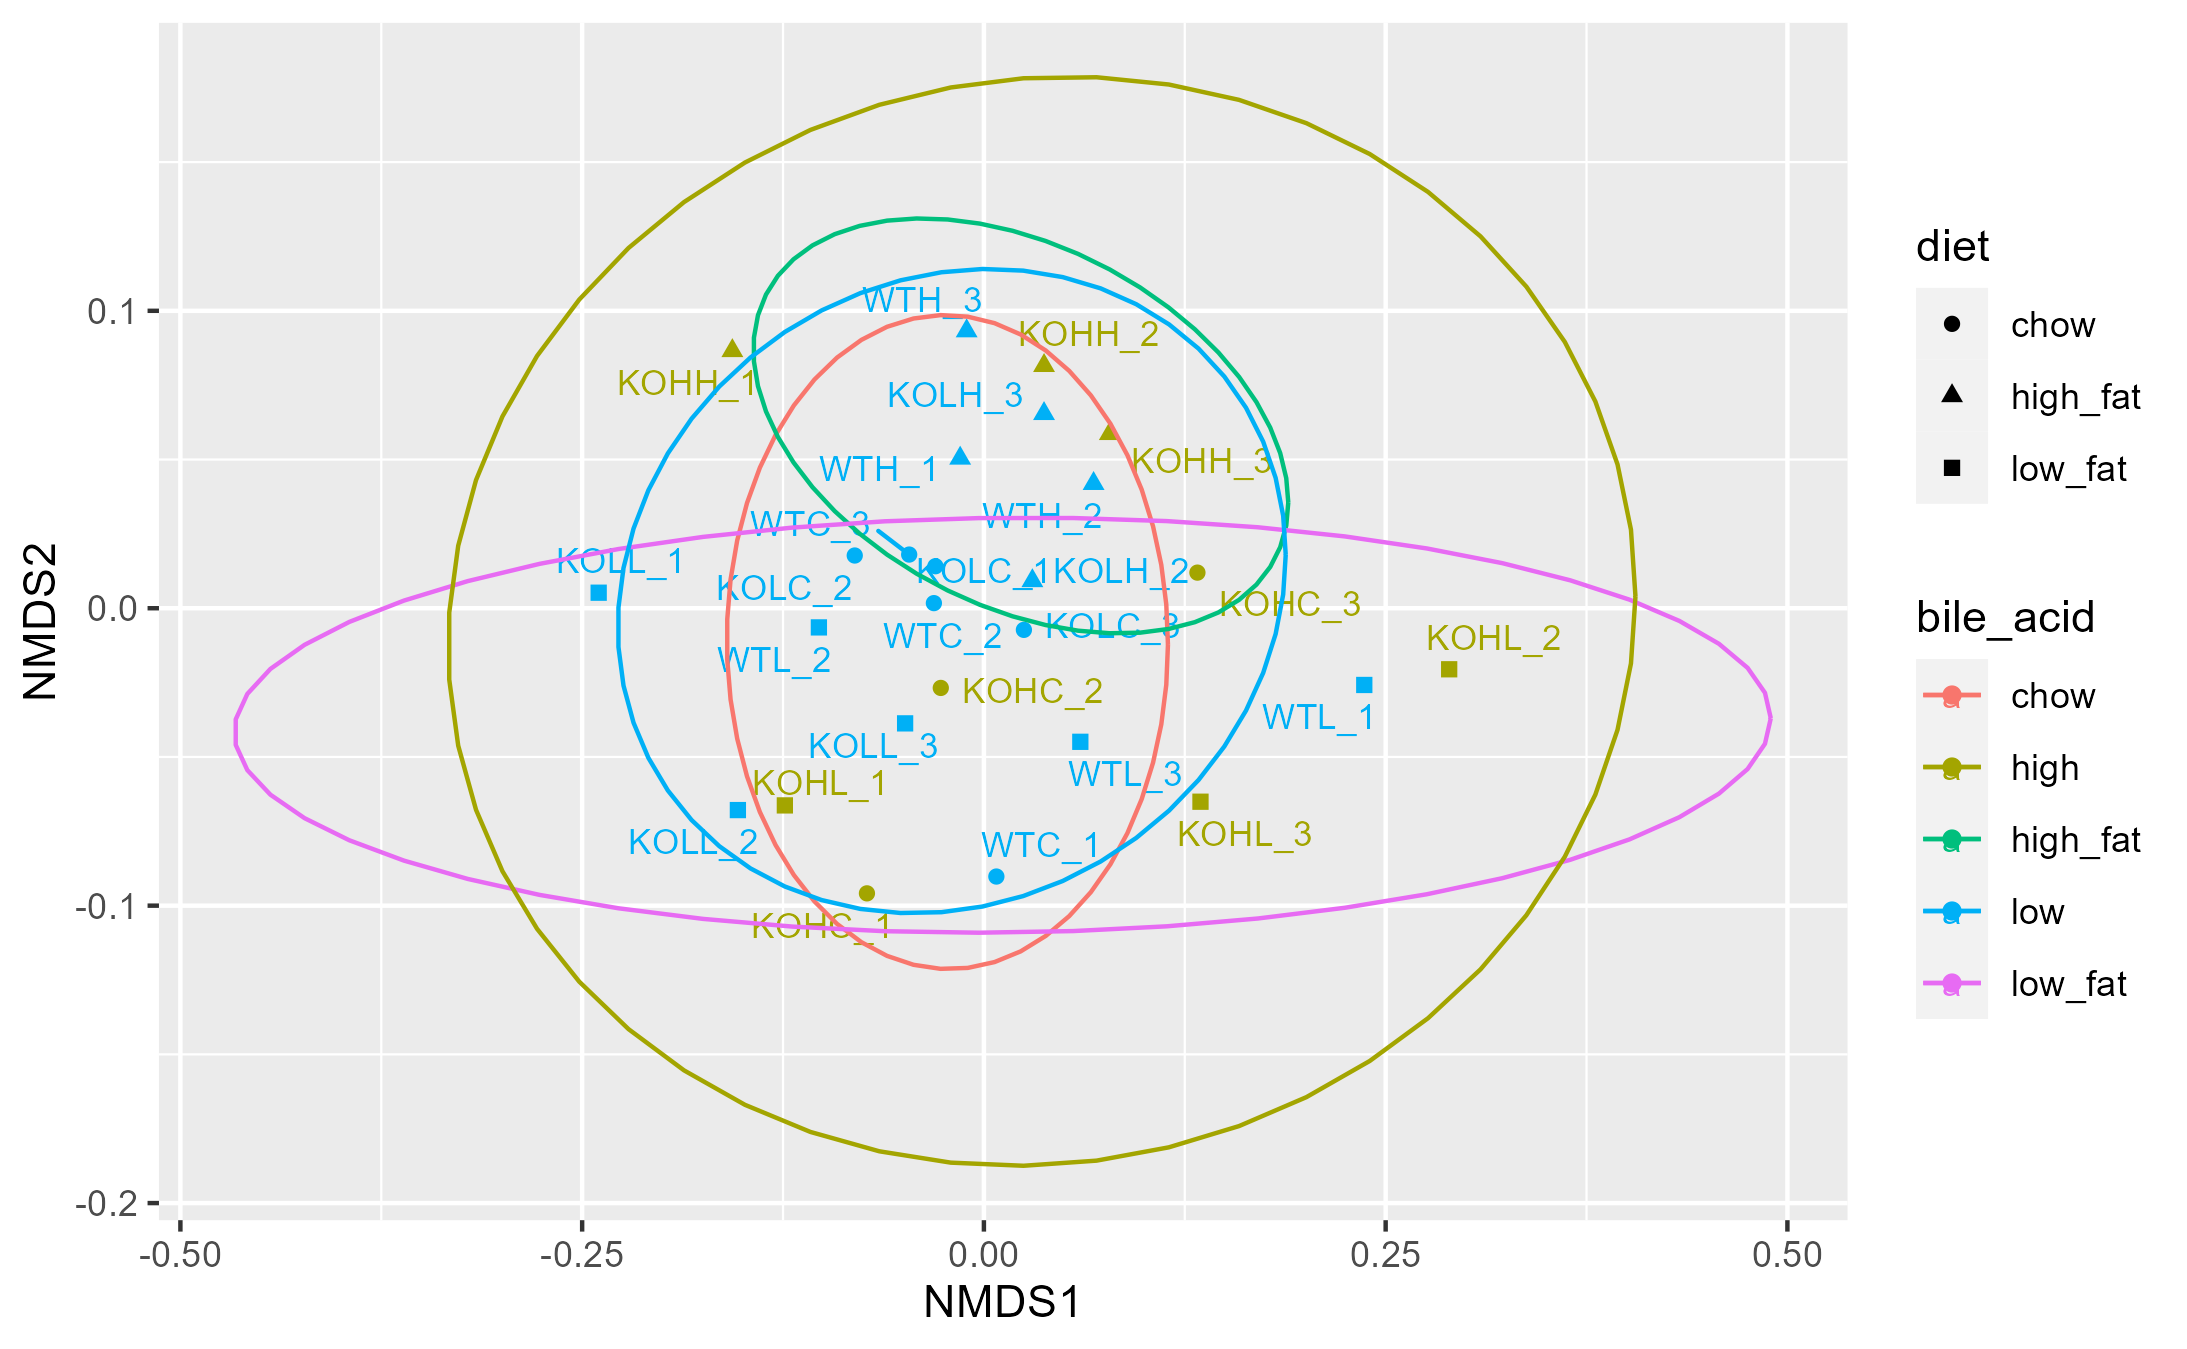 WTH_3
KOHH_2
KOHH_1
KOLH_3
KOHH_3
WTH_1
WTH_2
WTC_3
KOLL_1
KOLC_1
KOLH_2
KOLC_2
KOHC_3
WTC_2
KOLC_3
KOHL_2
WTL_2
KOHC_2
WTL_1
KOLL_3
WTL_3
KOHL_1
KOLL_2
WTC_1
KOHL_3
KOHC_1
0.1
0.0
-0.1
-0.2
-0.50
-0.25
0.00
0.25
0.50
NMDS1
NMDS2
diet
chow
high_fat
low_fat
bile_acid
a chow
a high
a high_fat
a low
a low_fat